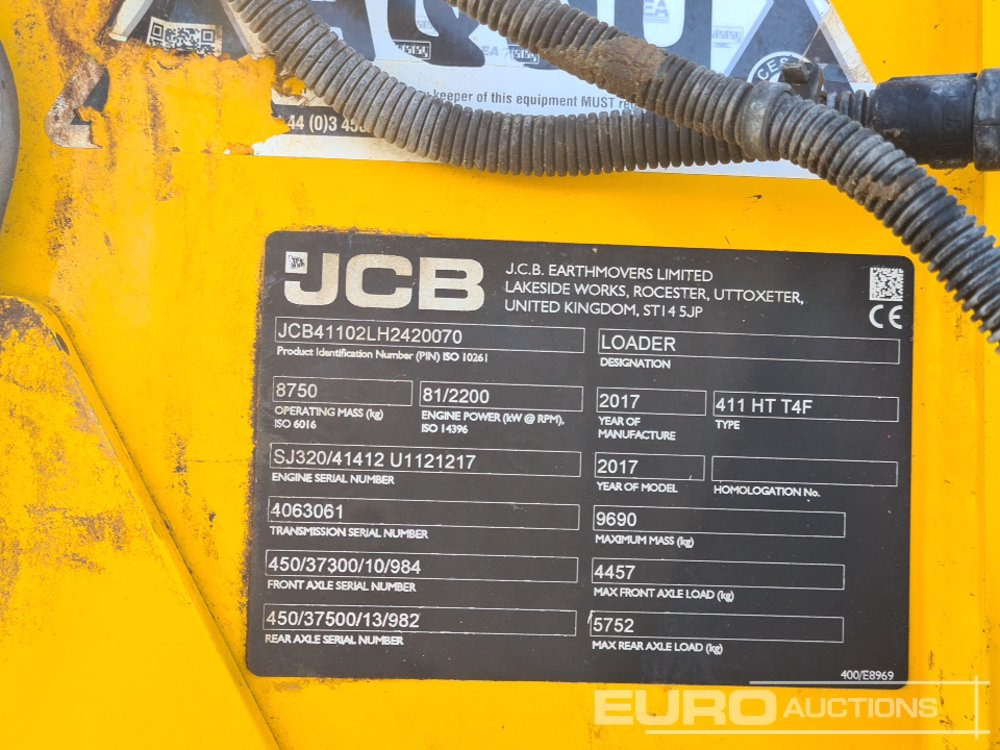 keeper of this equipment MUST
44 (0)3 45
JCB
J.C.B. EARTHMOVERS LIMITED
LAKESIDE WORKS, ROCESTER, UTTOXETER,
UNITED KINGDOM, ST14 5JP
CE
JCB41102LH2420070
Product Identification Number (PIN) ISO 10261
LOADER
DESIGNATION
8750
OPERATING MASS (kg)
ISO 6016
81/2200
ENGINE POWER (kW @ RPM),
ISO 14396
2017
YEAR OF
MANUFACTURE
411 HT T4F
TYPE
SJ320/41412 U1121217
ENGINE SERIAL NUMBER
2017
YEAR OF MODEL
HOMOLOGATION No.
4063061
TRANSMISSION SERIAL NUMBER
9690
MAXIMUM MASS (kg)
450/37300/10/984
FRONT AXLE SERIAL NUMBER
4457
MAX FRONT AXLE LOAD (kg)
450/37500/13/982
REAR AXLE SERIAL NUMBER
5752
MAX REAR AXLE LOAD (kg)
400/E8969
EURO AUCTIONS